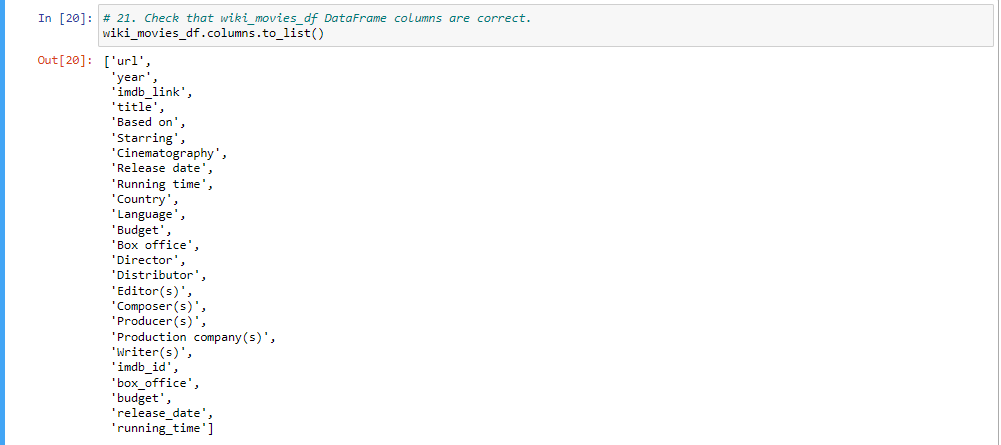 In [20]: # 21. Check that wiki_movies_df DataFrame columns are correct.
wiki_movies_df.columns.to_list()
Out[20]: ['url',
'year',
'imdb_link',
'title',
'Based on',
'Starring',
'Cinematography',
'Release date',
'Running time',
'Country',
'Language',
'Budget',
'Box office',
'Director',
'Distributor',
'Editor(s)',
'Composer(s)',
'Producer(s)',
'Production company(s)',
'Writer(s)',
'imdb_id',
'box_office',
'budget',
'release_date',
'running_time']